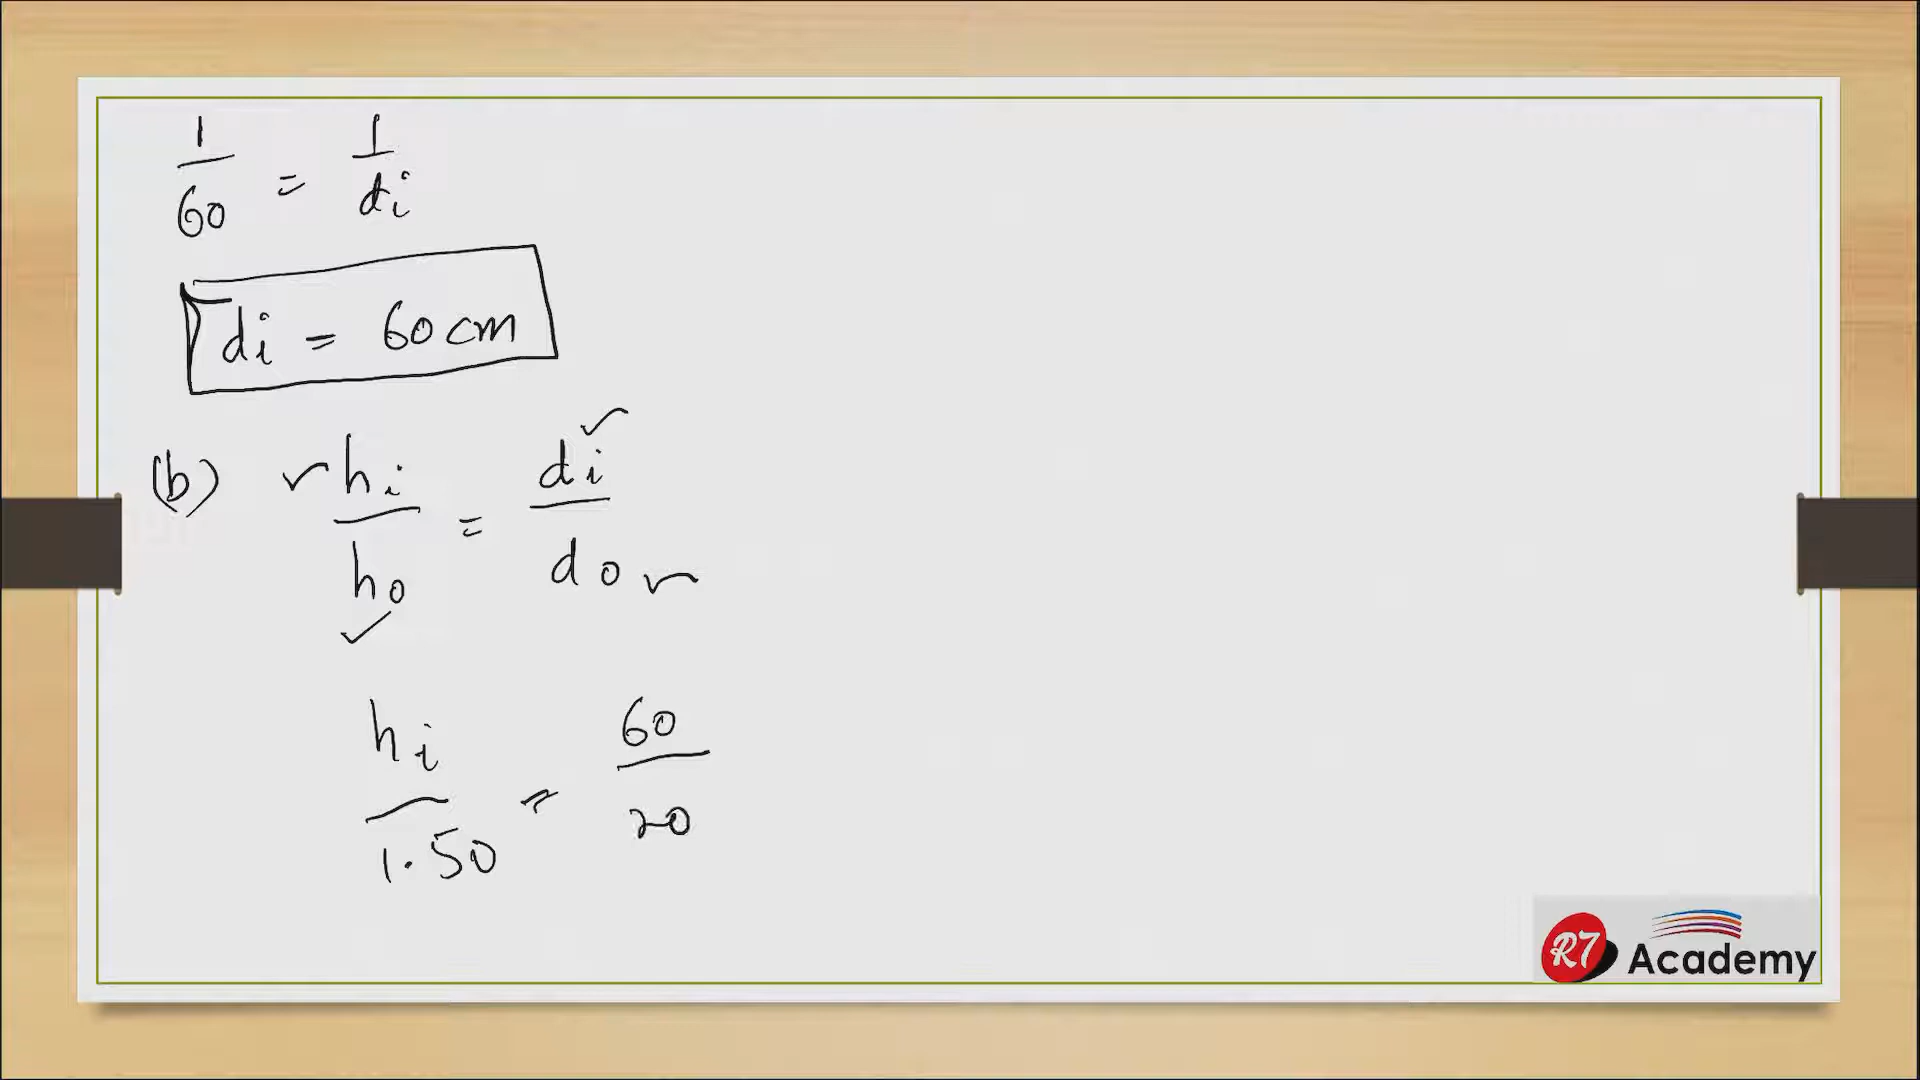 1/60 = 1/di
di = 60 cm
(b) ✓ hi/ho ✓ = di ✓/do ✓
hi/1.50 = 60/20
R7 Academy